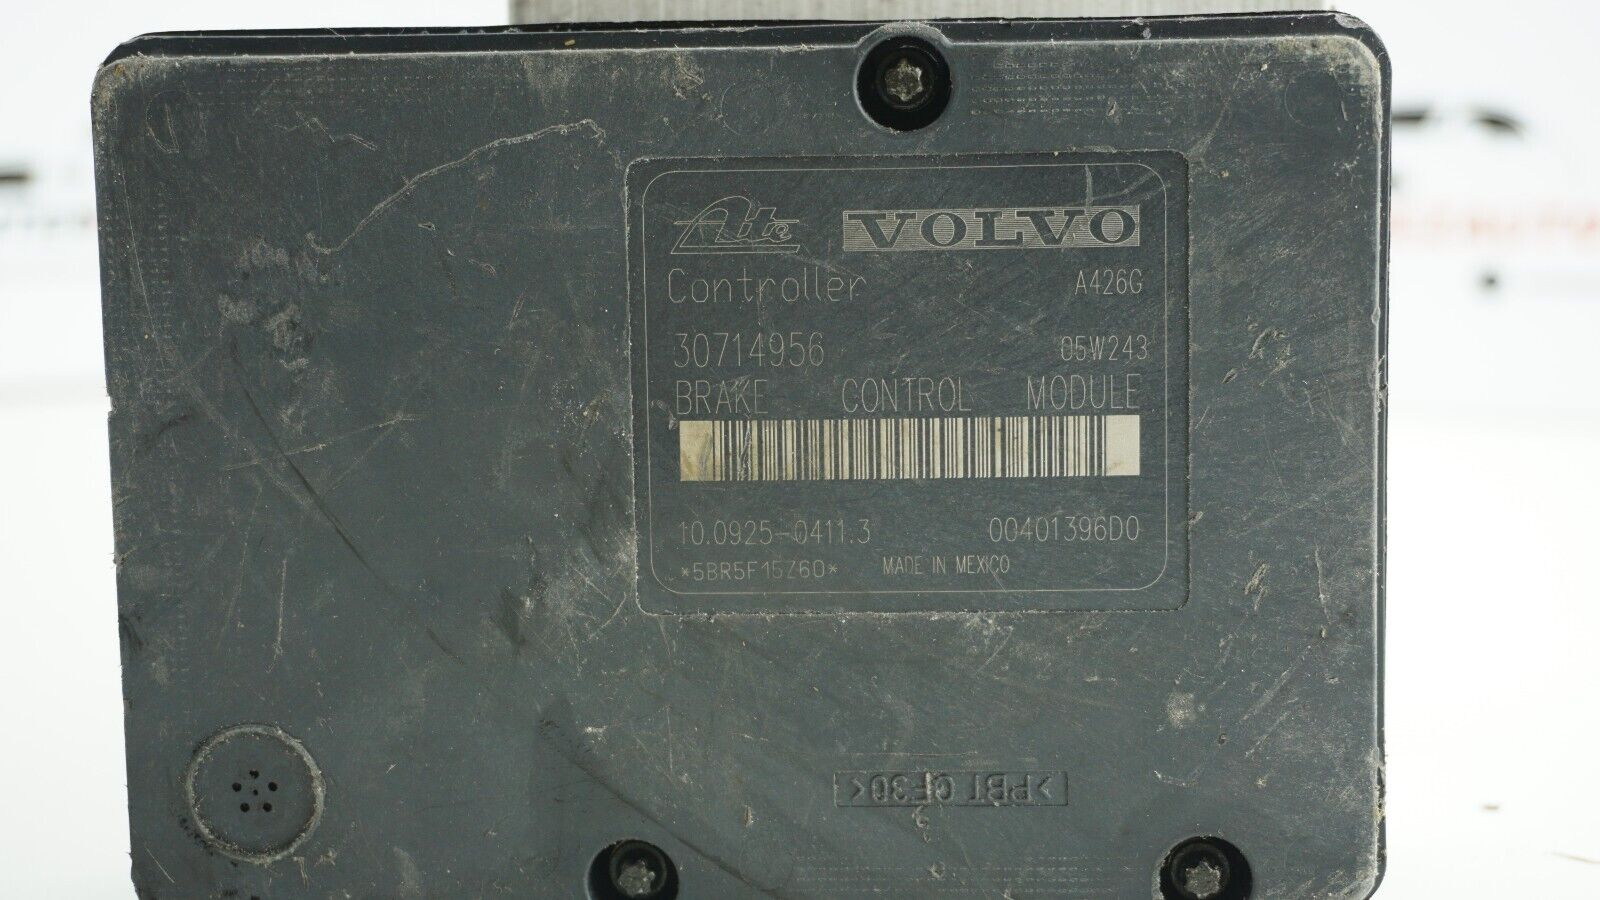 Ate VOLVO
Controller A426G
30714956 05W243
BRAKE CONTROL MODULE
10.0925-0411.3 00401396D0
*5BR5F15Z60* MADE IN MEXICO
>PBT GF30<